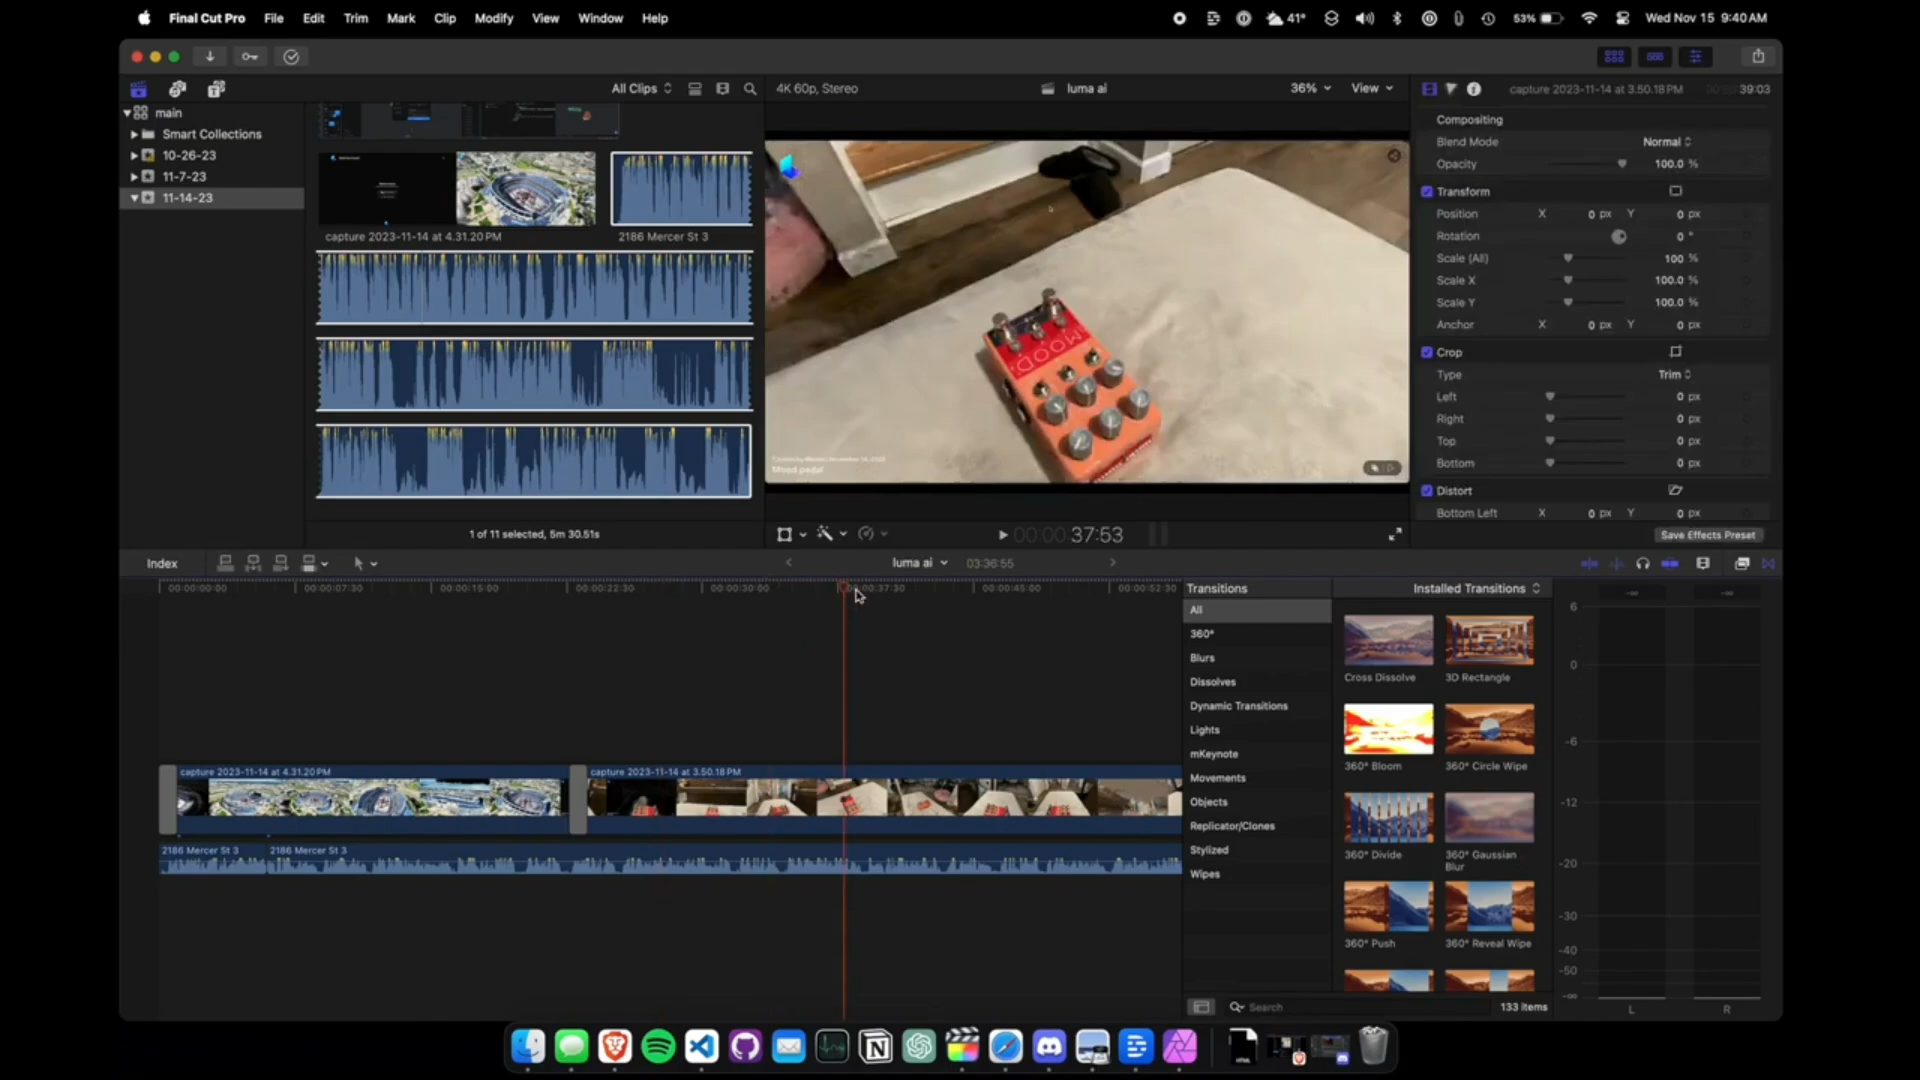 Final Cut Pro File Edit Trim Mark Clip Modify View Window Help 41° 53% Wed Nov 15 9:40 AM
All Clips 4K 60p, Stereo luma ai 36% View capture 2023-11-14 at 3.50.18 PM 39:03
main
Smart Collections
10-26-23
11-7-23
11-14-23
capture 2023-11-14 at 4.31.20 PM 2186 Mercer St 3
1 of 11 selected, 5m 30.51s
MOOD
Mood pedal
00:00:37:53
Compositing
Blend Mode Normal
Opacity 100.0 %
Transform
Position X 0 px Y 0 px
Rotation 0 °
Scale (All) 100 %
Scale X 100.0 %
Scale Y 100.0 %
Anchor X 0 px Y 0 px
Crop
Type Trim
Left 0 px
Right 0 px
Top 0 px
Bottom 0 px
Distort
Bottom Left X 0 px Y 0 px
Save Effects Preset
Index luma ai 03:36:55
00:00:00:00 00:00:07:30 00:00:15:00 00:00:22:30 00:00:30:00 00:00:37:30 00:00:45:00 00:00:52:30
capture 2023-11-14 at 4.31.20 PM capture 2023-11-14 at 3.50.18 PM
2186 Mercer St 3 2186 Mercer St 3
Transitions Installed Transitions
All
360°
Blurs
Dissolves
Dynamic Transitions
Lights
mKeynote
Movements
Objects
Replicator/Clones
Stylized
Wipes
Cross Dissolve 3D Rectangle
360° Bloom 360° Circle Wipe
360° Divide 360° Gaussian
Blur
360° Push 360° Reveal Wipe
Search 133 items
-∞ -∞
6
0
-6
-12
-20
-30
-40
-50
-∞
L R
HTML